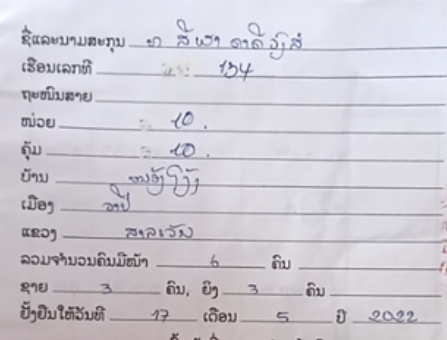 ຊື່ແລະນາມສະກຸນ ທ ສີເຜາ ດາດີວົງສ໌
ເຮືອນເລກທີ 134
ຖະໜົນສາຍ
ໜ່ວຍ 10.
ຄຸ້ມ 10.
ບ້ານ ໜອງໂງ້ງ
ເມືອງ ວາປີ
ແຂວງ ສາລະວັນ
ລວມຈຳນວນຄົນມີໜ້າ 6 ຄົນ
ຊາຍ 3 ຄົນ, ຍິງ 3 ຄົນ
ຢັ້ງຢືນໃຫ້ວັນທີ 17 ເດືອນ 5 ປີ 2022